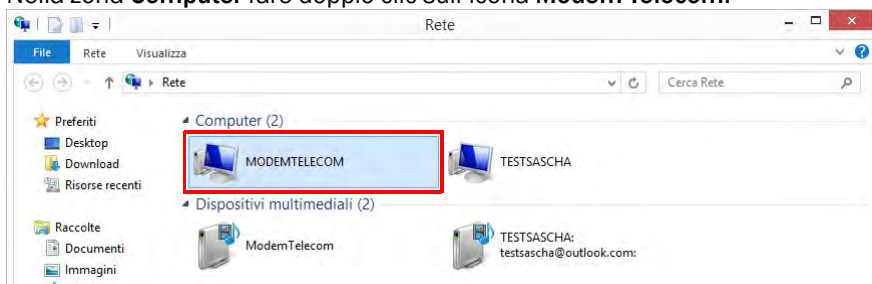 Nella zona Computer fare doppio clic sull'icona Modem Telecom.
Rete
File Rete Visualizza
Rete
Cerca Rete
Preferiti
Desktop
Download
Risorse recenti
Raccolte
Documenti
Immagini
Computer (2)
MODEMTELECOM
TESTSASCHA
Dispositivi multimediali (2)
ModemTelecom
TESTSASCHA:
testsascha@outlook.com: